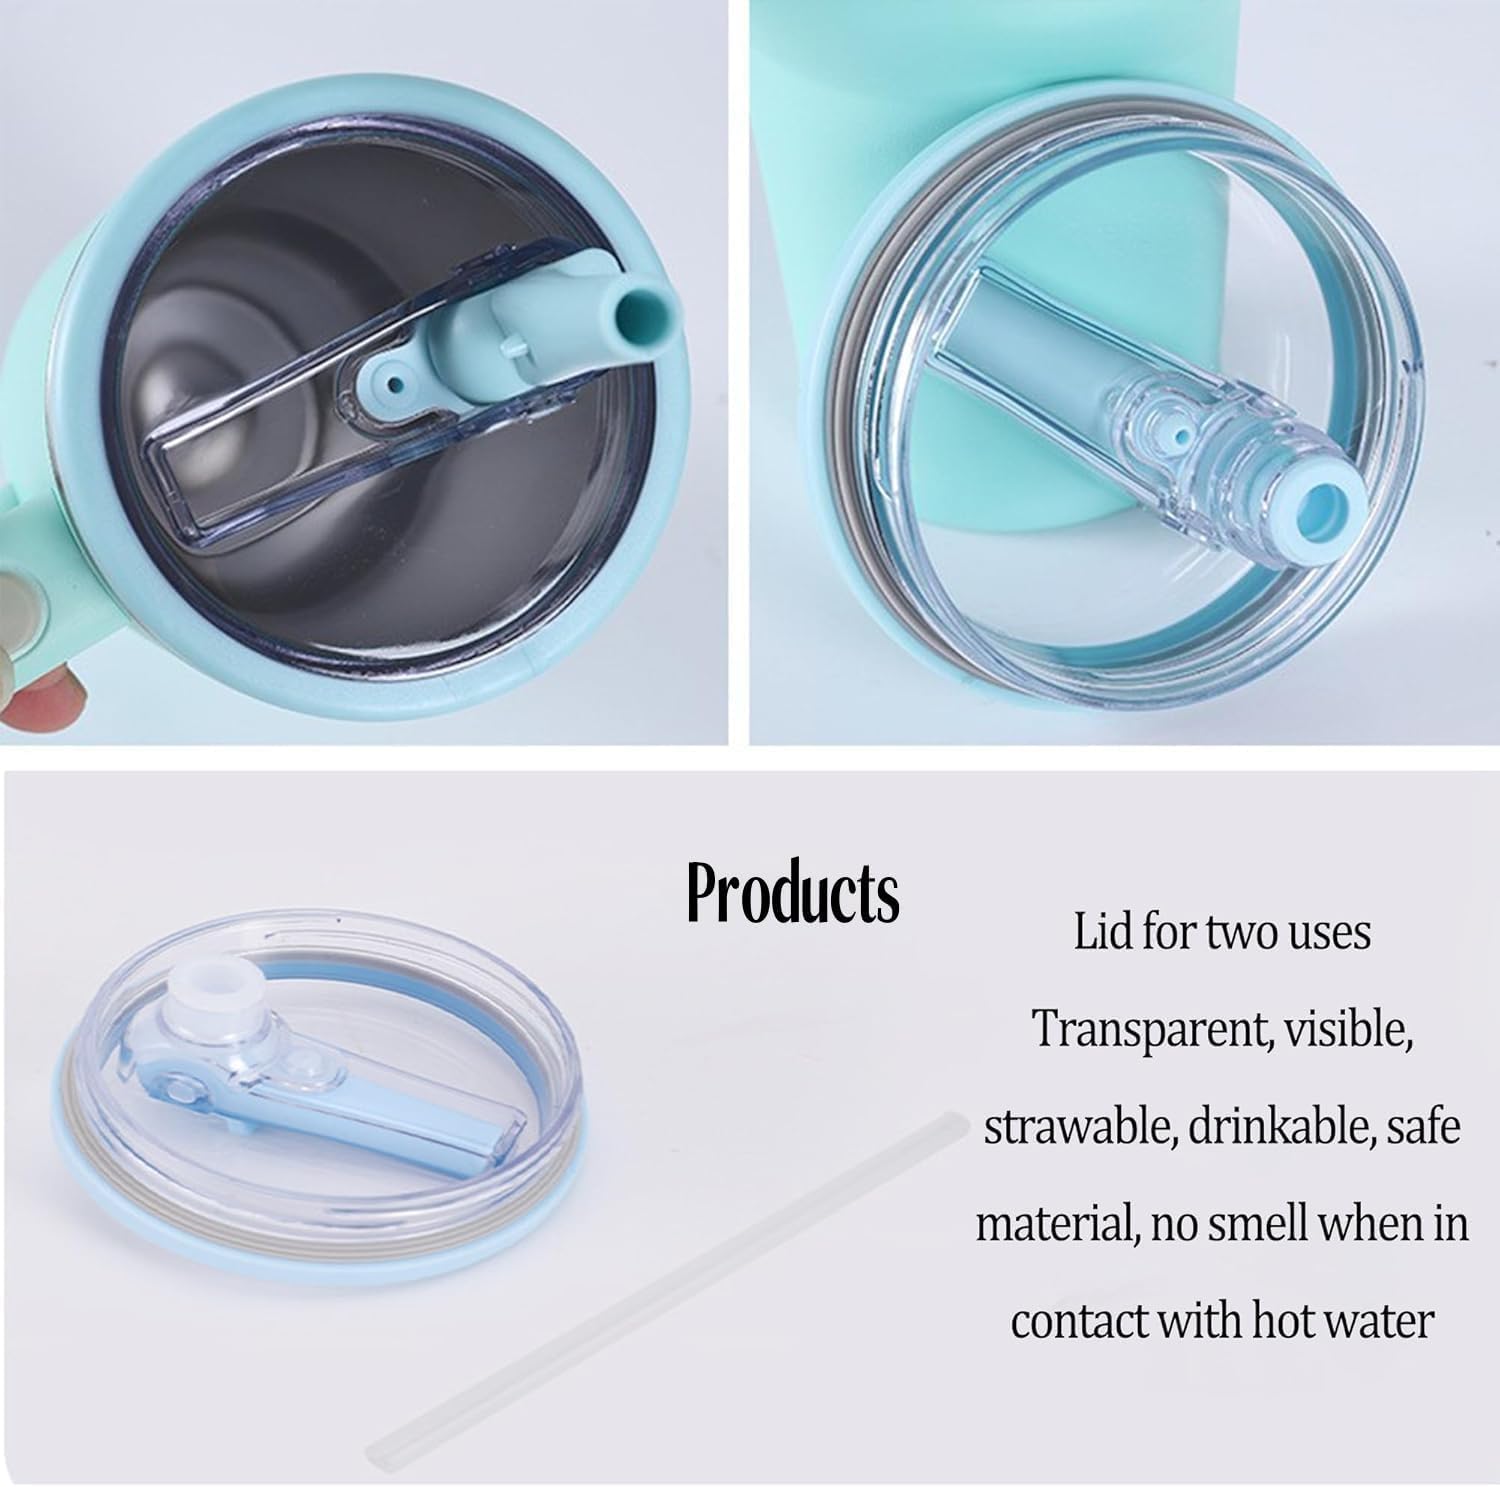 Products
Lid for two uses
Transparent, visible,
strawable, drinkable, safe
material, no smell when in
contact with hot water